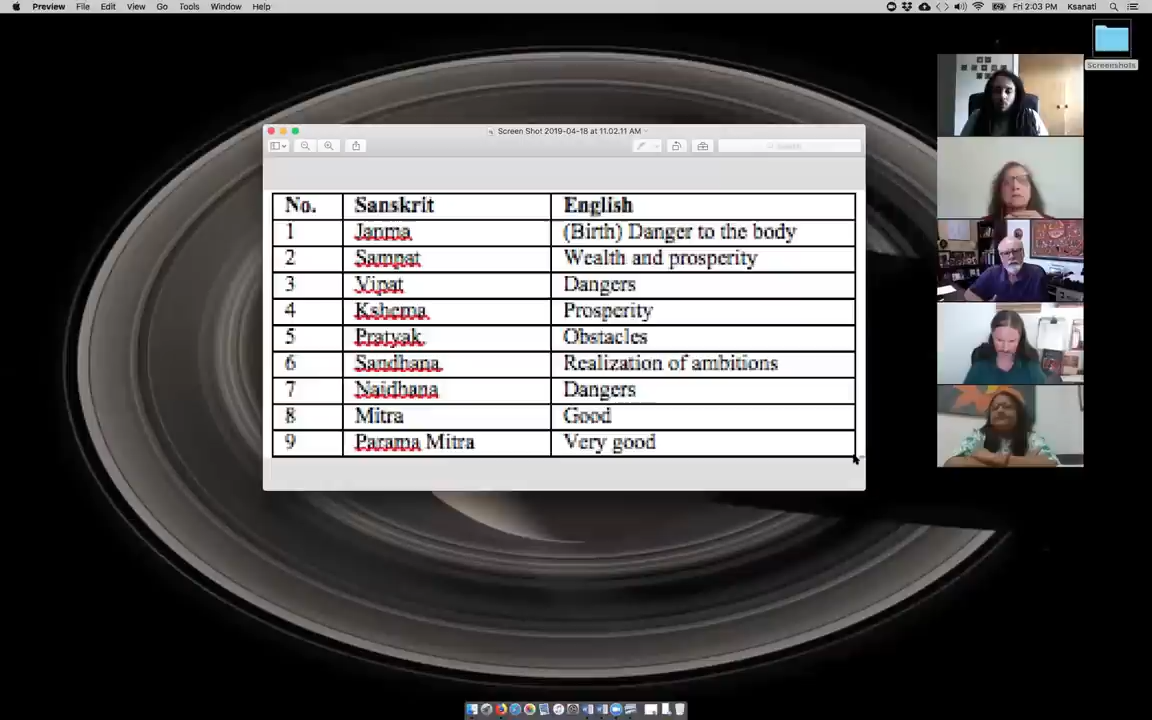 Preview File Edit View Go Tools Window Help
Fri 2:03 PM Ksanati
Screenshots
Screen Shot 2019-04-18 at 11.02.11 AM
Search
No. Sanskrit English
1 Janma (Birth) Danger to the body
2 Sampat Wealth and prosperity
3 Vipat Dangers
4 Kshema Prosperity
5 Pratyak Obstacles
6 Sandhana Realization of ambitions
7 Naidhana Dangers
8 Mitra Good
9 Parama Mitra Very good